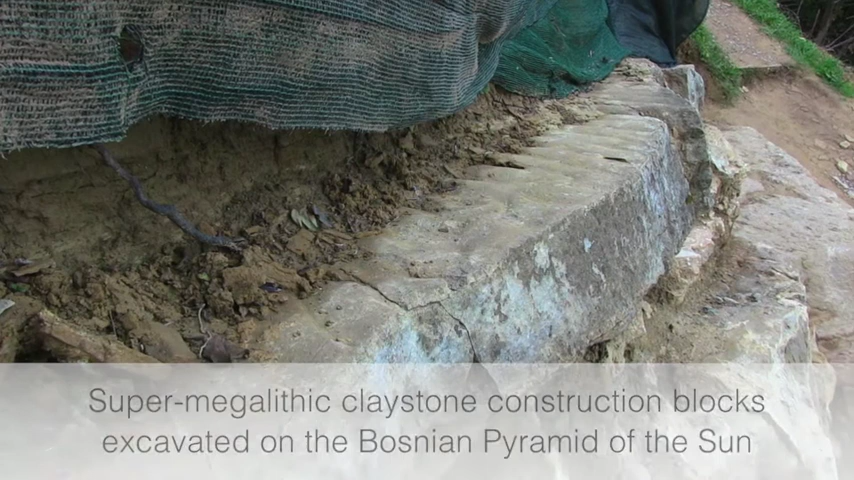 Super-megalithic claystone construction blocks
excavated on the Bosnian Pyramid of the Sun